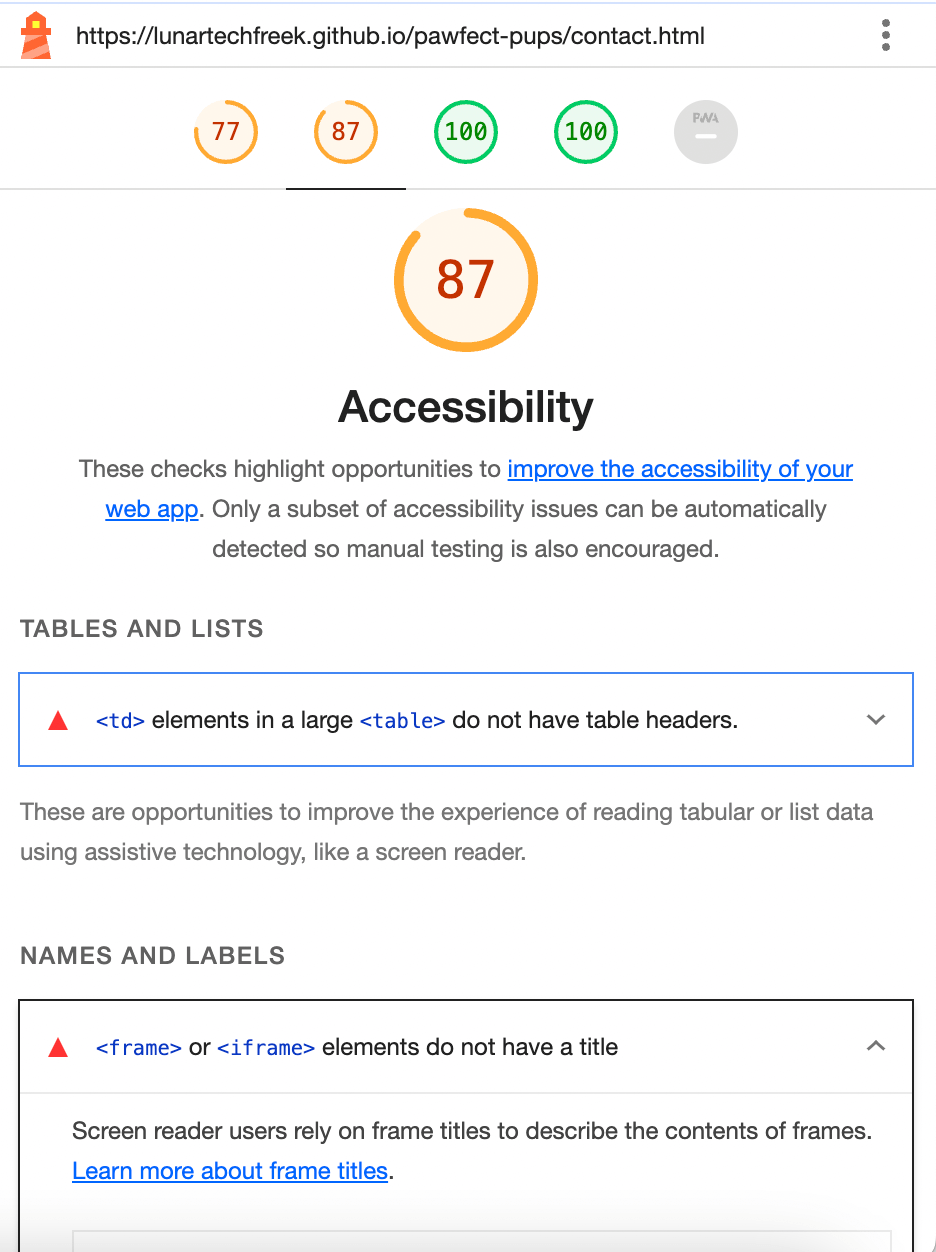 https://lunartechfreek.github.io/pawfect-pups/contact.html
77 87 100 100 PWA
87
Accessibility
These checks highlight opportunities to improve the accessibility of your
web app. Only a subset of accessibility issues can be automatically
detected so manual testing is also encouraged.
TABLES AND LISTS
<td> elements in a large <table> do not have table headers.
These are opportunities to improve the experience of reading tabular or list data
using assistive technology, like a screen reader.
NAMES AND LABELS
<frame> or <iframe> elements do not have a title
Screen reader users rely on frame titles to describe the contents of frames.
Learn more about frame titles.